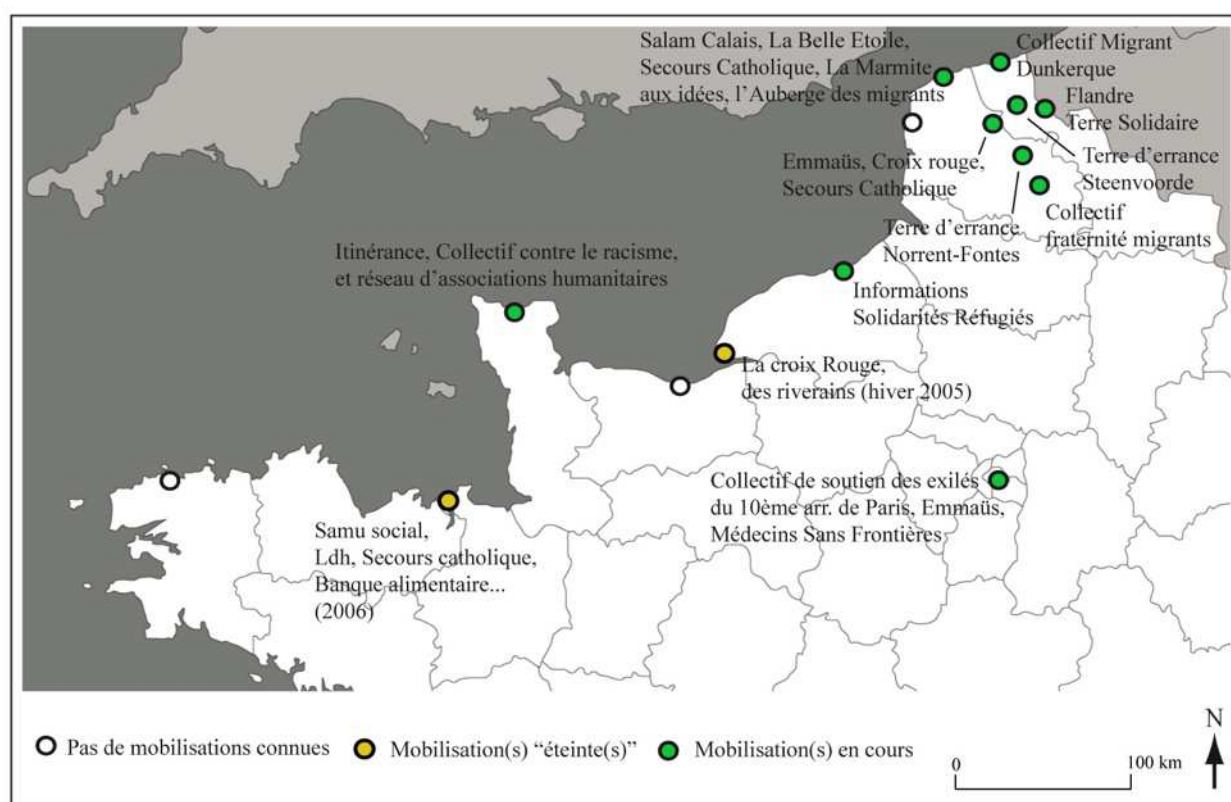 Salam Calais, La Belle Etoile,
Secours Catholique, La Marmite
aux idées, l'Auberge des migrants
Collectif Migrant
Dunkerque
Flandre
Terre Solidaire
Terre d'errance
Steenvoorde
Emmaüs, Croix rouge,
Secours Catholique
Collectif
fraternité migrants
Terre d'errance
Norrent-Fontes
Itinérance, Collectif contre le racisme,
et réseau d'associations humanitaires
Informations
Solidarités Réfugiés
La croix Rouge,
des riverains (hiver 2005)
Collectif de soutien des exilés
du 10ème arr. de Paris, Emmaüs,
Médecins Sans Frontières
Samu social,
Ldh, Secours catholique,
Banque alimentaire...
(2006)
Pas de mobilisations connues
Mobilisation(s) "éteinte(s)"
Mobilisation(s) en cours
0 100 km
N